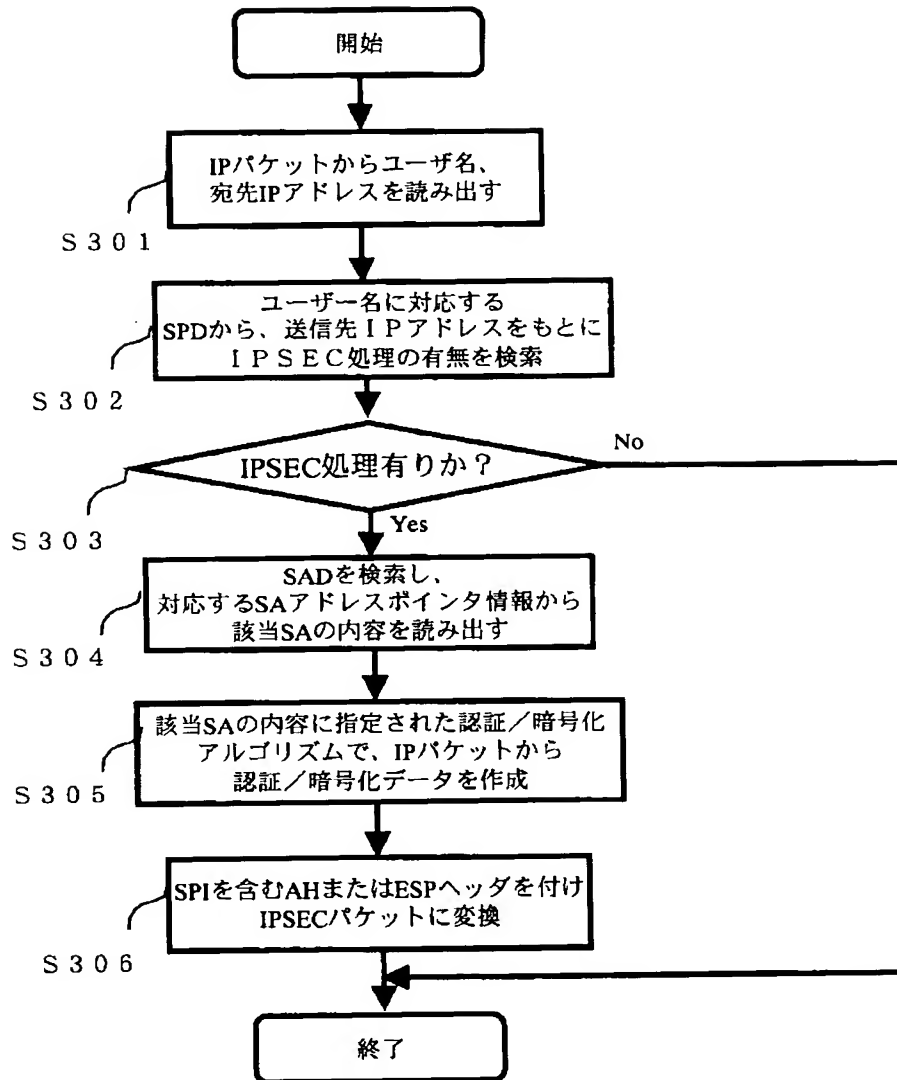 開始
IPパケットからユーザ名、
宛先IPアドレスを読み出す
S301
ユーザー名に対応する
SPDから、送信先IPアドレスをもとに
IPSEC処理の有無を検索
S302
IPSEC処理有りか?
No
S303
Yes
SADを検索し、
対応するSAアドレスポインタ情報から
該当SAの内容を読み出す
S304
該当SAの内容に指定された認証/暗号化
アルゴリズムで、IPパケットから
認証/暗号化データを作成
S305
SPIを含むAHまたはESPヘッダを付け
IPSECパケットに変換
S306
終了